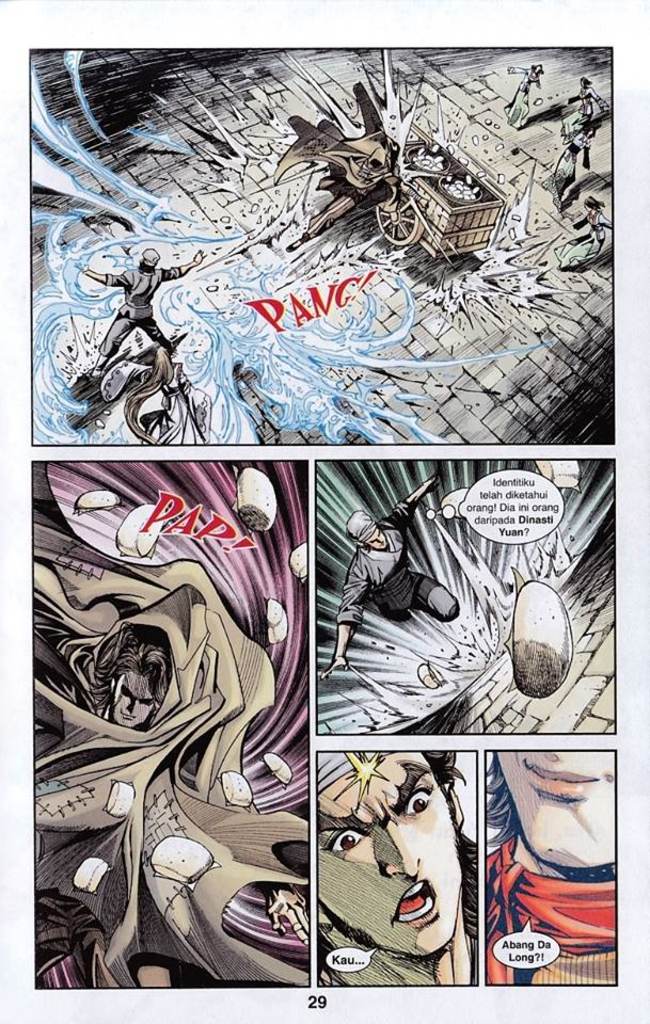 PANG!
PAP!
Identitiku
telah diketahui
orang! Dia ini orang
daripada Dinasti
Yuan?
Kau...
Abang Da
Long?!
29